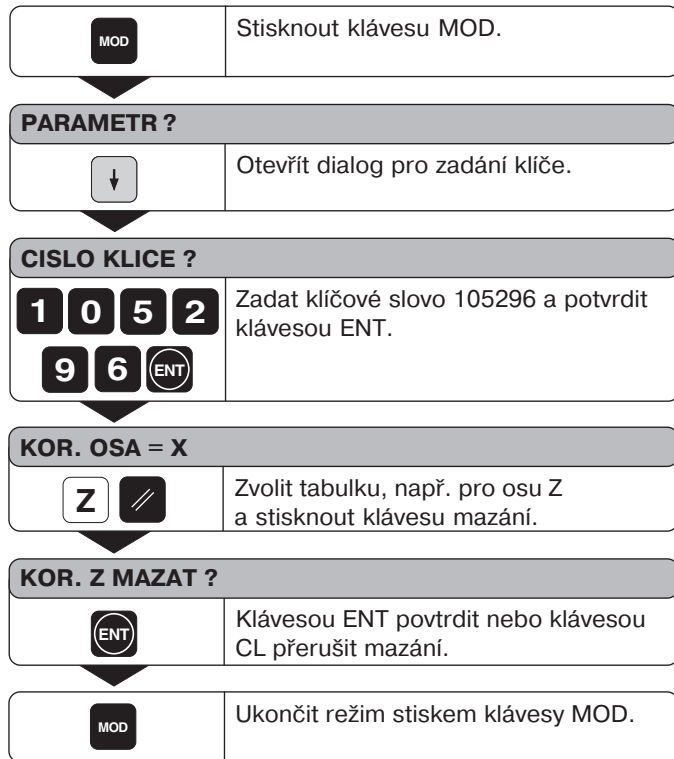 MOD
Stisknout klávesu MOD.
PARAMETR ?
Otevřít dialog pro zadání klíče.
CISLO KLICE ?
1 0 5 2
9 6 ENT
Zadat klíčové slovo 105296 a potvrdit
klávesou ENT.
KOR. OSA = X
Z
Zvolit tabulku, např. pro osu Z
a stisknout klávesu mazání.
KOR. Z MAZAT ?
ENT
Klávesou ENT povtrdit nebo klávesou
CL přerušit mazání.
MOD
Ukončit režim stiskem klávesy MOD.